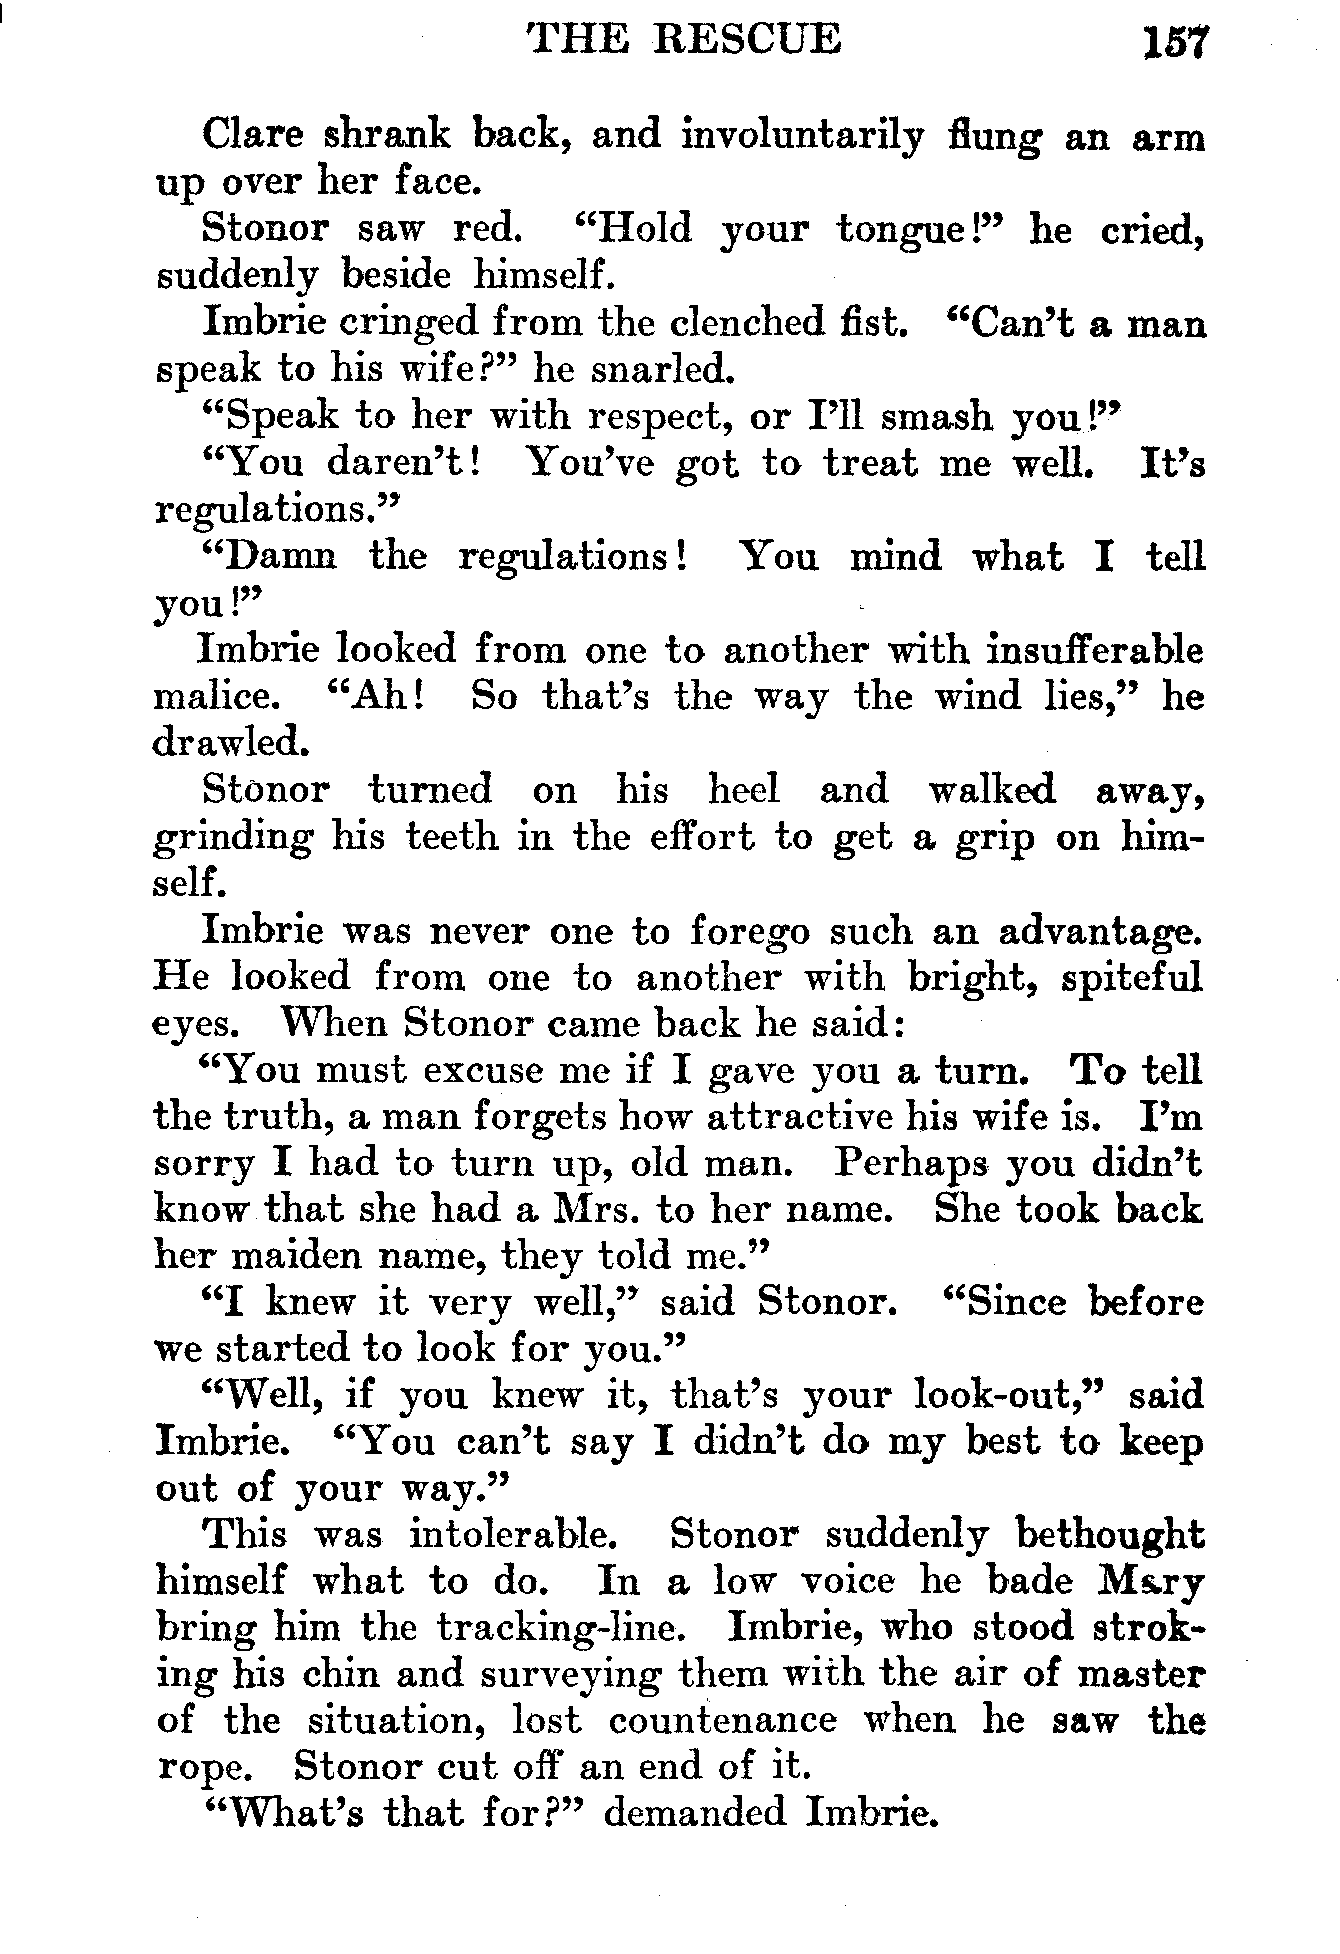 THE RESCUE 157
Clare shrank back, and involuntarily flung an arm
up over her face.
Stonor saw red. “Hold your tongue!” he cried,
suddenly beside himself.
Imbrie cringed from the clenched fist. “Can’t a man
speak to his wife?” he snarled.
“Speak to her with respect, or I’ll smash you!”
“You daren’t! You’ve got to treat me well. It’s
regulations.”
“Damn the regulations! You mind what I tell
you!”
Imbrie looked from one to another with insufferable
malice. “Ah! So that’s the way the wind lies,” he
drawled.
Stonor turned on his heel and walked away,
grinding his teeth in the effort to get a grip on him-
self.
Imbrie was never one to forego such an advantage.
He looked from one to another with bright, spiteful
eyes. When Stonor came back he said:
“You must excuse me if I gave you a turn. To tell
the truth, a man forgets how attractive his wife is. I’m
sorry I had to turn up, old man. Perhaps you didn’t
know that she had a Mrs. to her name. She took back
her maiden name, they told me.”
“I knew it very well,” said Stonor. “Since before
we started to look for you.”
“Well, if you knew it, that’s your look-out,” said
Imbrie. “You can’t say I didn’t do my best to keep
out of your way.”
This was intolerable. Stonor suddenly bethought
himself what to do. In a low voice he bade Mary
bring him the tracking-line. Imbrie, who stood strok-
ing his chin and surveying them with the air of master
of the situation, lost countenance when he saw the
rope. Stonor cut off an end of it.
“What’s that for?” demanded Imbrie.